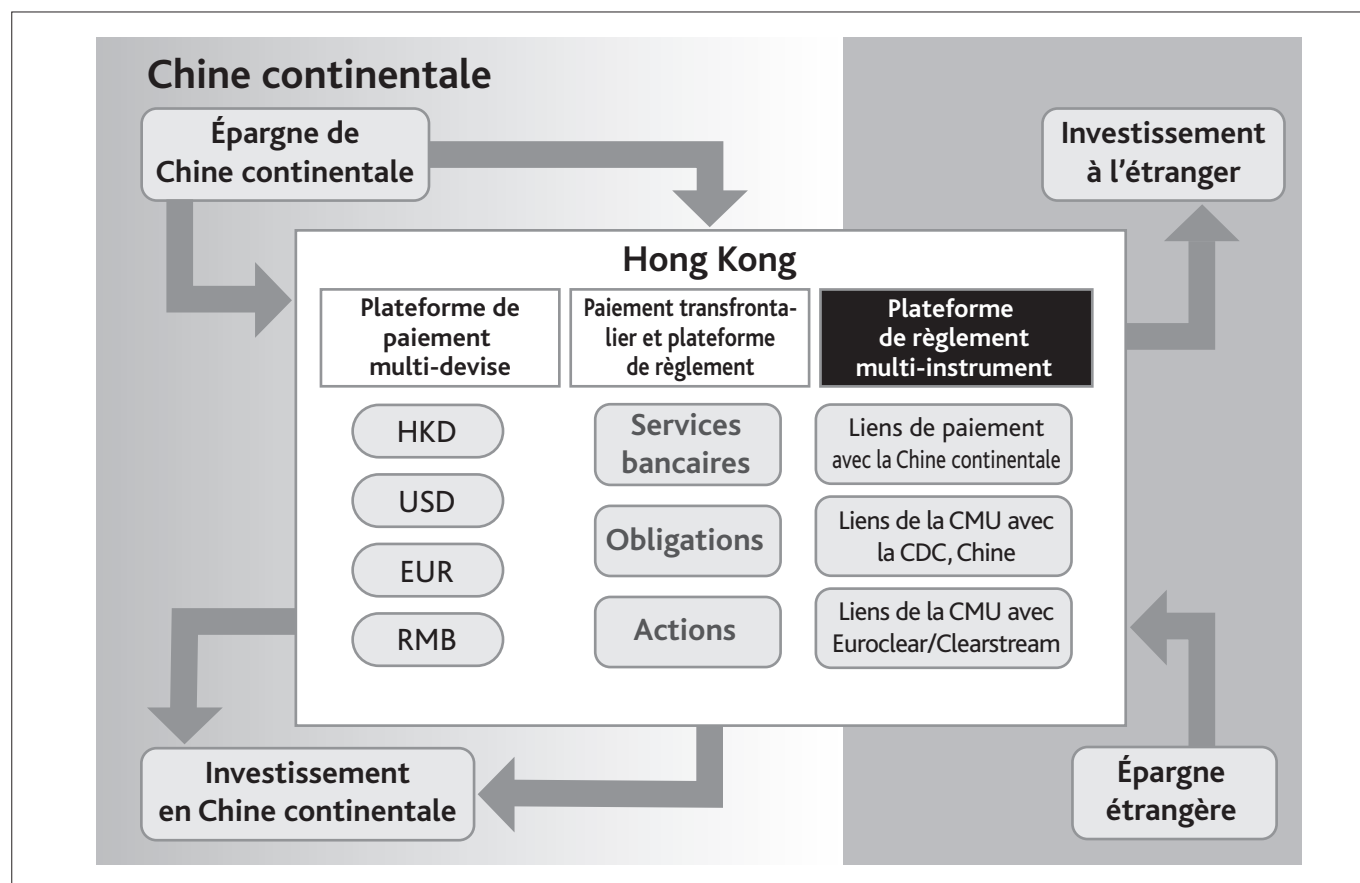 Chine continentale
Épargne de
Chine continentale
Investissement
à l'étranger
Hong Kong
Plateforme de
paiement
multi-devise
HKD
USD
EUR
RMB
Paiement transfronta-
lier et plateforme
de règlement
Services
bancaires
Obligations
Actions
Plateforme
de règlement
multi-instrument
Liens de paiement
avec la Chine continentale
Liens de la CMU avec
la CDC, Chine
Liens de la CMU avec
Euroclear/Clearstream
Investissement
en Chine continentale
Épargne
étrangère